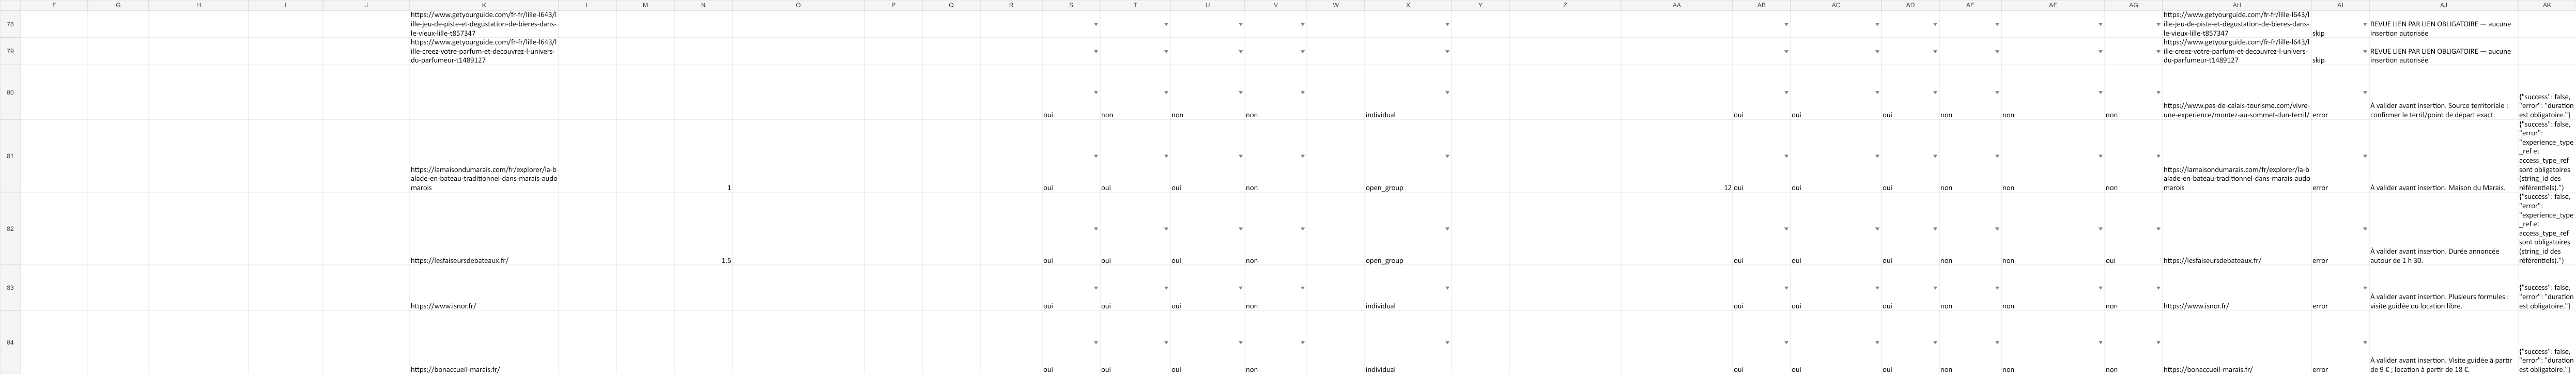 F G H I J K L M N O P Q R S T U V W X Y Z AA AB AC AD AE AF AG AH AI AJ AK
78
https://www.getyourguide.com/fr-fr/lille-l643/l
ille-jeu-de-piste-et-degustation-de-bieres-dans-
le-vieux-lille-t857347
https://www.getyourguide.com/fr-fr/lille-l643/l
ille-jeu-de-piste-et-degustation-de-bieres-dans-
le-vieux-lille-t857347
skip
REVUE LIEN PAR LIEN OBLIGATOIRE — aucune
insertion autorisée
79
https://www.getyourguide.com/fr-fr/lille-l643/l
ille-creez-votre-parfum-et-decouvrez-l-univers-
du-parfumeur-t1489127
https://www.getyourguide.com/fr-fr/lille-l643/l
ille-creez-votre-parfum-et-decouvrez-l-univers-
du-parfumeur-t1489127
skip
REVUE LIEN PAR LIEN OBLIGATOIRE — aucune
insertion autorisée
80
oui non non non individual oui oui oui non non non
https://www.pas-de-calais-tourisme.com/vivre-
une-experience/montez-au-sommet-dun-terril/
error
À valider avant insertion. Source territoriale :
confirmer le terril/point de départ exact.
{"success": false,
"error": "duration
est obligatoire."}
81
https://lamaisondumarais.com/fr/explorer/la-b
alade-en-bateau-traditionnel-dans-marais-audo
marois
1 oui oui oui non open_group 12 oui oui oui non non non
https://lamaisondumarais.com/fr/explorer/la-b
alade-en-bateau-traditionnel-dans-marais-audo
marois
error
À valider avant insertion. Maison du Marais.
{"success": false,
"error":
"experience_type
_ref et
access_type_ref
sont obligatoires
(string_id des
référentiels)."}
82
https://lesfaiseursdebateaux.fr/
1.5 oui oui oui non open_group oui oui oui non non oui
https://lesfaiseursdebateaux.fr/
error
À valider avant insertion. Durée annoncée
autour de 1 h 30.
{"success": false,
"error":
"experience_type
_ref et
access_type_ref
sont obligatoires
(string_id des
référentiels)."}
83
https://www.isnor.fr/
oui oui oui non individual oui oui oui oui non non
https://www.isnor.fr/
error
À valider avant insertion. Plusieurs formules :
visite guidée ou location libre.
{"success": false,
"error": "duration
est obligatoire."}
84
https://bonaccueil-marais.fr/
oui oui oui non individual oui oui oui oui non non
https://bonaccueil-marais.fr/
error
À valider avant insertion. Visite guidée à partir
de 9 € ; location à partir de 18 €.
{"success": false,
"error": "duration
est obligatoire."}